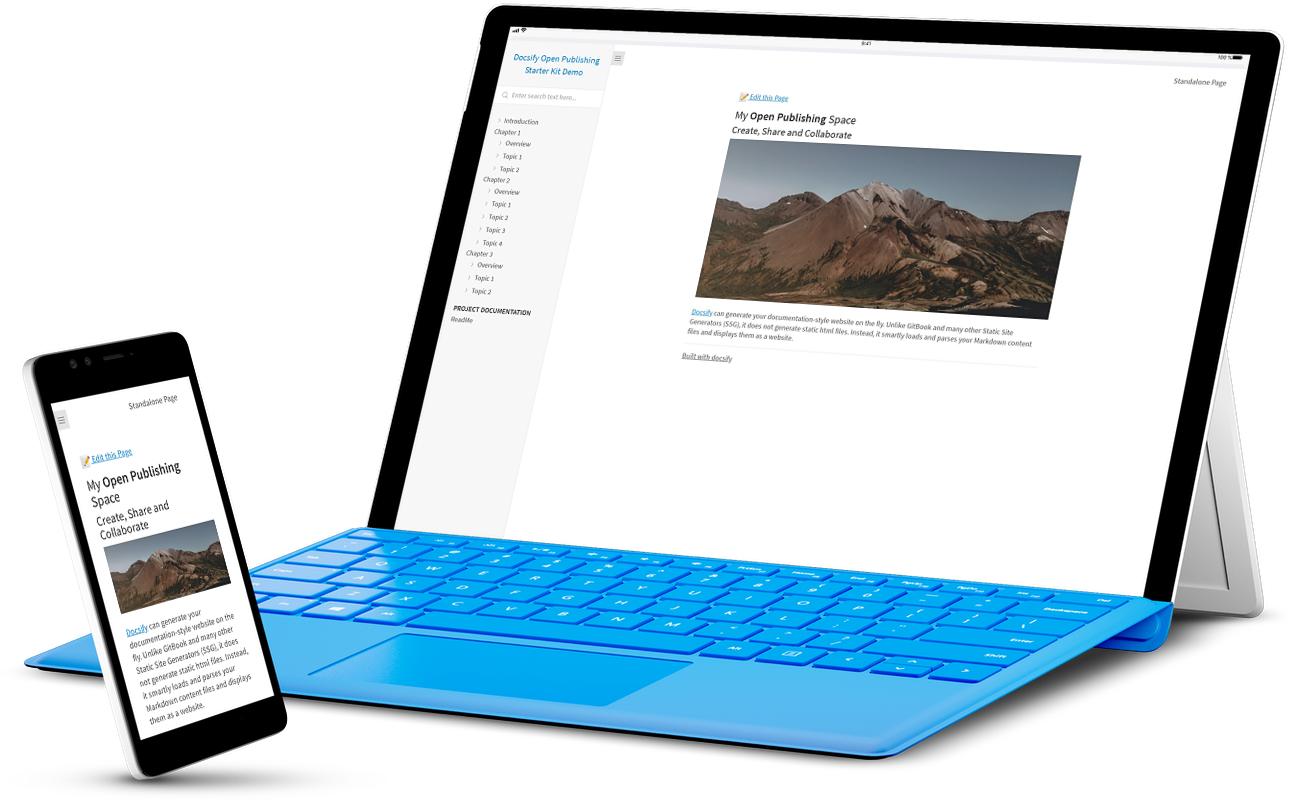 9:41
100 %
Docsify Open Publishing
Starter Kit Demo
Enter search text here...
Introduction
Chapter 1
Overview
Topic 1
Topic 2
Chapter 2
Overview
Topic 1
Topic 2
Topic 3
Topic 4
Chapter 3
Overview
Topic 1
Topic 2
PROJECT DOCUMENTATION
ReadMe
Standalone Page
Edit this Page
My Open Publishing Space
Create, Share and Collaborate
Docsify can generate your documentation-style website on the fly. Unlike GitBook and many other Static Site
Generators (SSG), it does not generate static html files. Instead, it smartly loads and parses your Markdown content
files and displays them as a website.
Built with docsify
Standalone Page
Edit this Page
My Open Publishing
Space
Create, Share and
Collaborate
Docsify can generate your
documentation-style website on the
fly. Unlike GitBook and many other
Static Site Generators (SSG), it does
not generate static html files. Instead,
it smartly loads and parses your
Markdown content files and displays
them as a website.
Q W E R T Y U I O P
A S D F G H J K L
Enter
Z X C V B N M
Shift
Alt
Alt